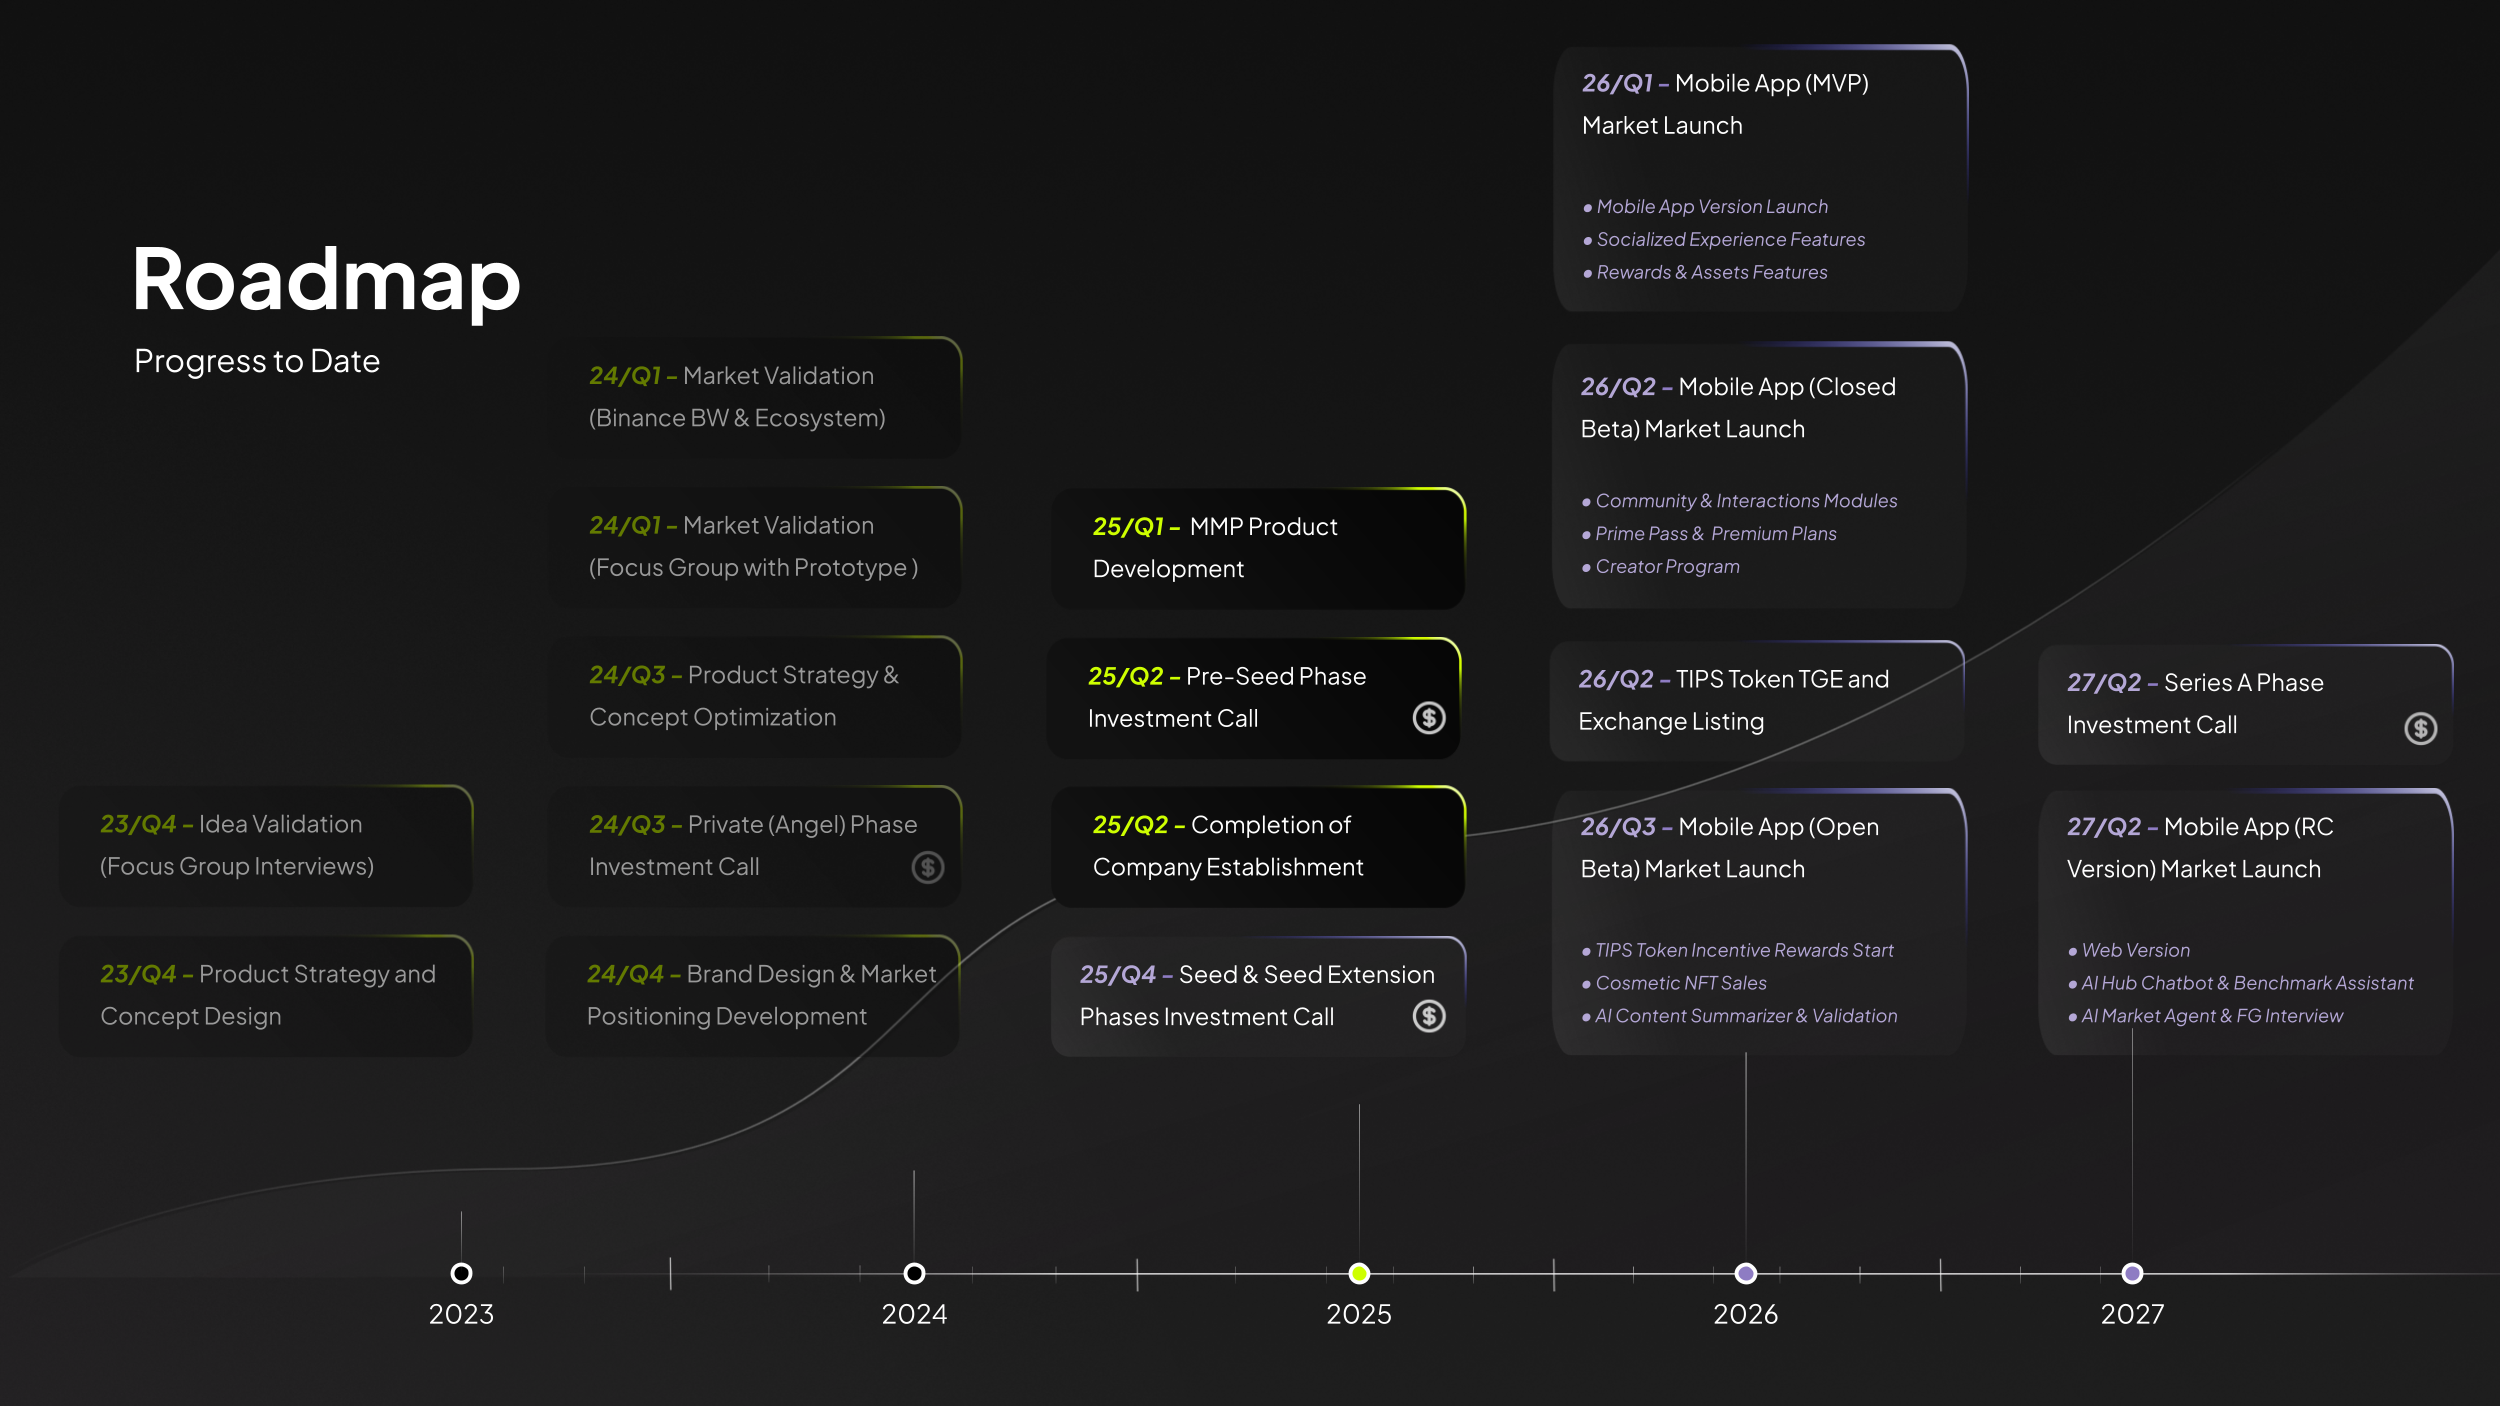 Roadmap
Progress to Date
23/Q4 – Idea Validation
(Focus Group Interviews)
23/Q4 – Product Strategy and
Concept Design
24/Q1 – Market Validation
(Binance BW & Ecosystem)
24/Q1 – Market Validation
(Focus Group with Prototype )
24/Q3 – Product Strategy &
Concept Optimization
24/Q3 – Private (Angel) Phase
Investment Call
$
24/Q4 – Brand Design & Market
Positioning Development
25/Q1 – MMP Product
Development
25/Q2 – Pre-Seed Phase
Investment Call
$
25/Q2 – Completion of
Company Establishment
25/Q4 – Seed & Seed Extension
Phases Investment Call
$
26/Q1 – Mobile App (MVP)
Market Launch
• Mobile App Version Launch
• Socialized Experience Features
• Rewards & Assets Features
26/Q2 – Mobile App (Closed
Beta) Market Launch
• Community & Interactions Modules
• Prime Pass & Premium Plans
• Creator Program
26/Q2 – TIPS Token TGE and
Exchange Listing
26/Q3 – Mobile App (Open
Beta) Market Launch
• TIPS Token Incentive Rewards Start
• Cosmetic NFT Sales
• AI Content Summarizer & Validation
27/Q2 – Series A Phase
Investment Call
$
27/Q2 – Mobile App (RC
Version) Market Launch
• Web Version
• AI Hub Chatbot & Benchmark Assistant
• AI Market Agent & FG Interview
2023
2024
2025
2026
2027